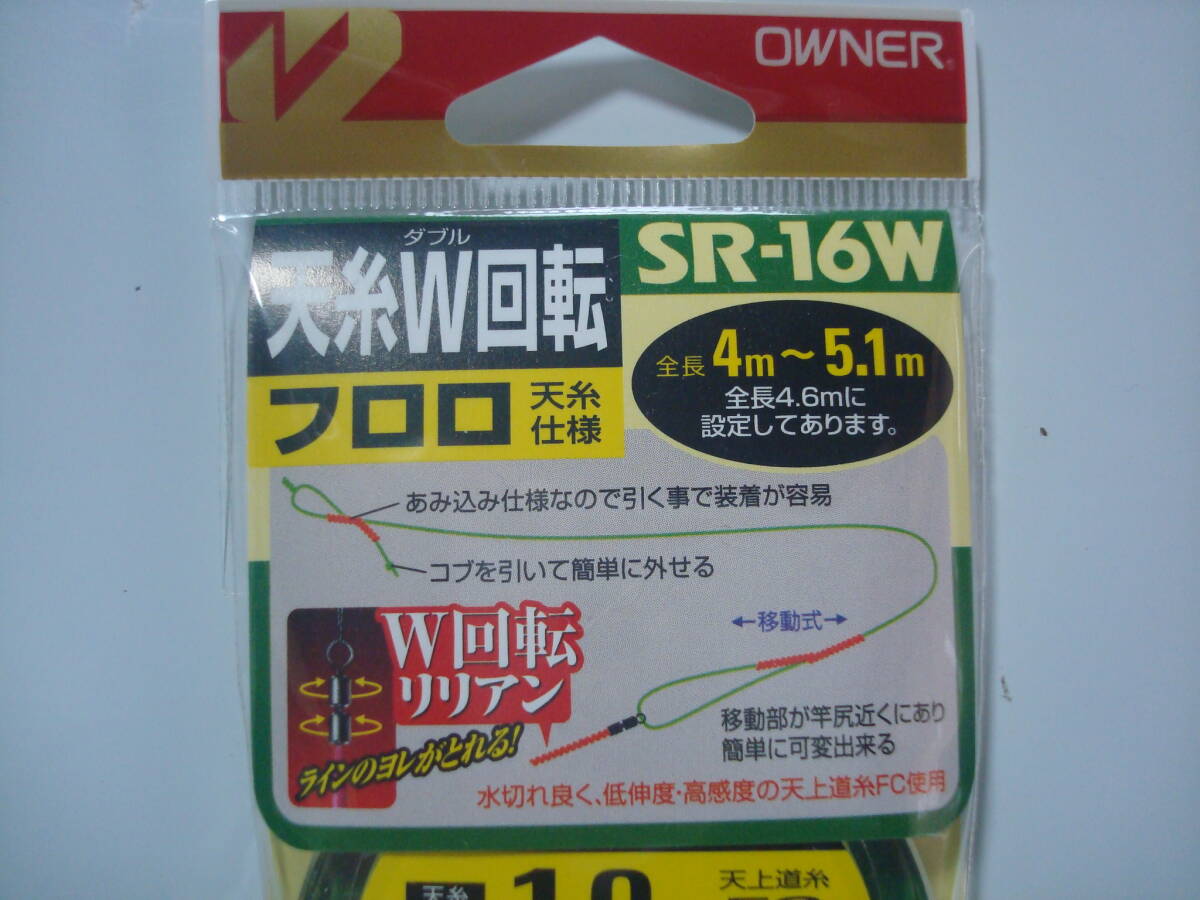 OWNER
ダブル
天糸W回転
SR-16W
フロロ
天糸
仕様
全長 4m~5.1m
全長4.6mに
設定してあります。
あみ込み仕様なので引く事で装着が容易
コブを引いて簡単に外せる
←移動式→
W回転
リリアン
ラインのヨレがとれる!
移動部が竿尻近くにあり
簡単に可変出来る
水切れ良く、低伸度・高感度の天上道糸FC使用
天糸
1.0
天上道糸